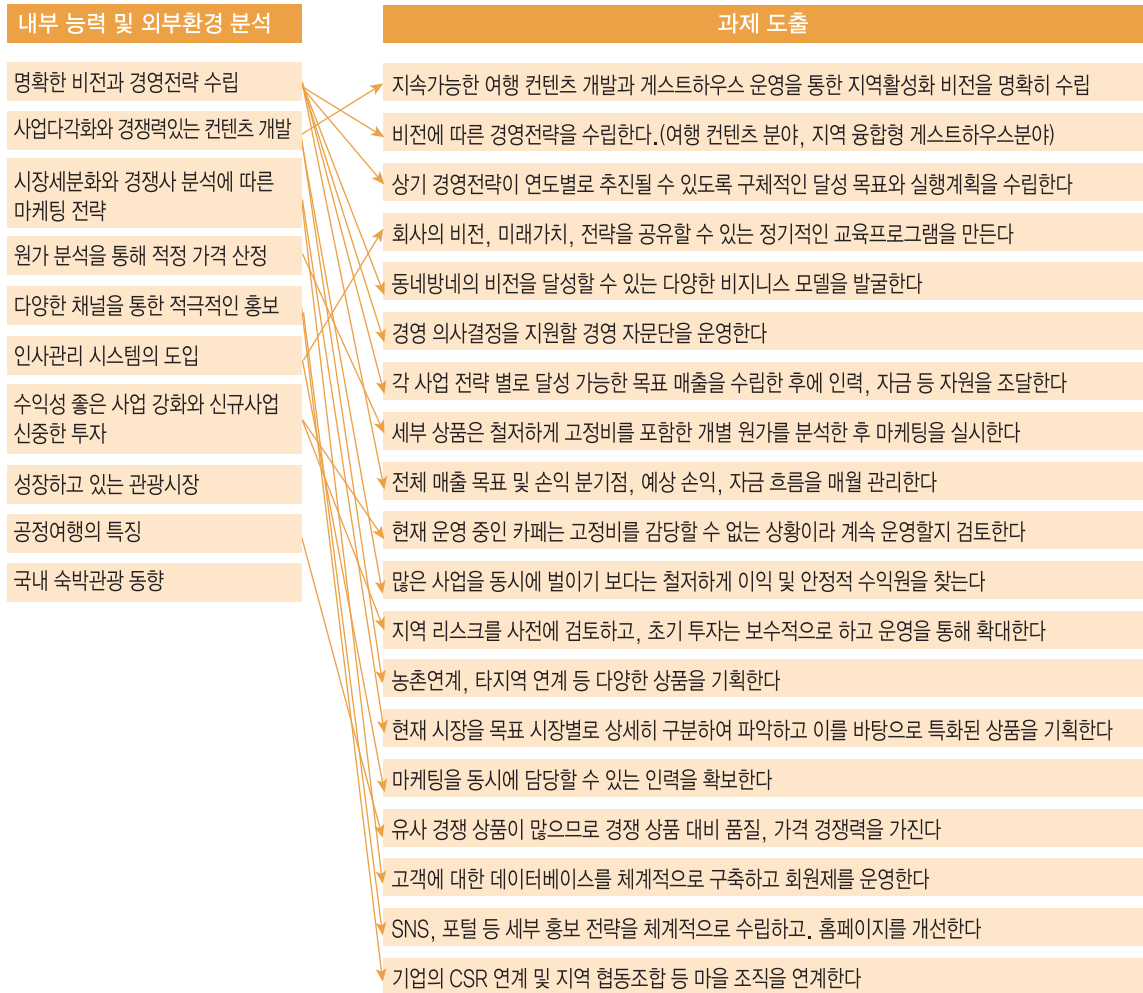 내부 능력 및 외부환경 분석
명확한 비전과 경영전략 수립
사업다각화와 경쟁력있는 컨텐츠 개발
시장세분화와 경쟁사 분석에 따른
마케팅 전략
원가 분석을 통해 적정 가격 산정
다양한 채널을 통한 적극적인 홍보
인사관리 시스템의 도입
수익성 좋은 사업 강화와 신규사업
신중한 투자
성장하고 있는 관광시장
공정여행의 특징
국내 숙박관광 동향
과제 도출
지속가능한 여행 컨텐츠 개발과 게스트하우스 운영을 통한 지역활성화 비전을 명확히 수립
비전에 따른 경영전략을 수립한다.(여행 컨텐츠 분야, 지역 융합형 게스트하우스분야)
상기 경영전략이 연도별로 추진될 수 있도록 구체적인 달성 목표와 실행계획을 수립한다
회사의 비전, 미래가치, 전략을 공유할 수 있는 정기적인 교육프로그램을 만든다
동네방네의 비전을 달성할 수 있는 다양한 비지니스 모델을 발굴한다
경영 의사결정을 지원할 경영 자문단을 운영한다
각 사업 전략 별로 달성 가능한 목표 매출을 수립한 후에 인력, 자금 등 자원을 조달한다
세부 상품은 철저하게 고정비를 포함한 개별 원가를 분석한 후 마케팅을 실시한다
전체 매출 목표 및 손익 분기점, 예상 손익, 자금 흐름을 매월 관리한다
현재 운영 중인 카페는 고정비를 감당할 수 없는 상황이라 계속 운영할지 검토한다
많은 사업을 동시에 벌이기 보다는 철저하게 이익 및 안정적 수익원을 찾는다
지역 리스크를 사전에 검토하고, 초기 투자는 보수적으로 하고 운영을 통해 확대한다
농촌연계, 타지역 연계 등 다양한 상품을 기획한다
현재 시장을 목표 시장별로 상세히 구분하여 파악하고 이를 바탕으로 특화된 상품을 기획한다
마케팅을 동시에 담당할 수 있는 인력을 확보한다
유사 경쟁 상품이 많으므로 경쟁 상품 대비 품질, 가격 경쟁력을 가진다
고객에 대한 데이터베이스를 체계적으로 구축하고 회원제를 운영한다
SNS, 포털 등 세부 홍보 전략을 체계적으로 수립하고. 홈페이지를 개선한다
기업의 CSR 연계 및 지역 협동조합 등 마을 조직을 연계한다